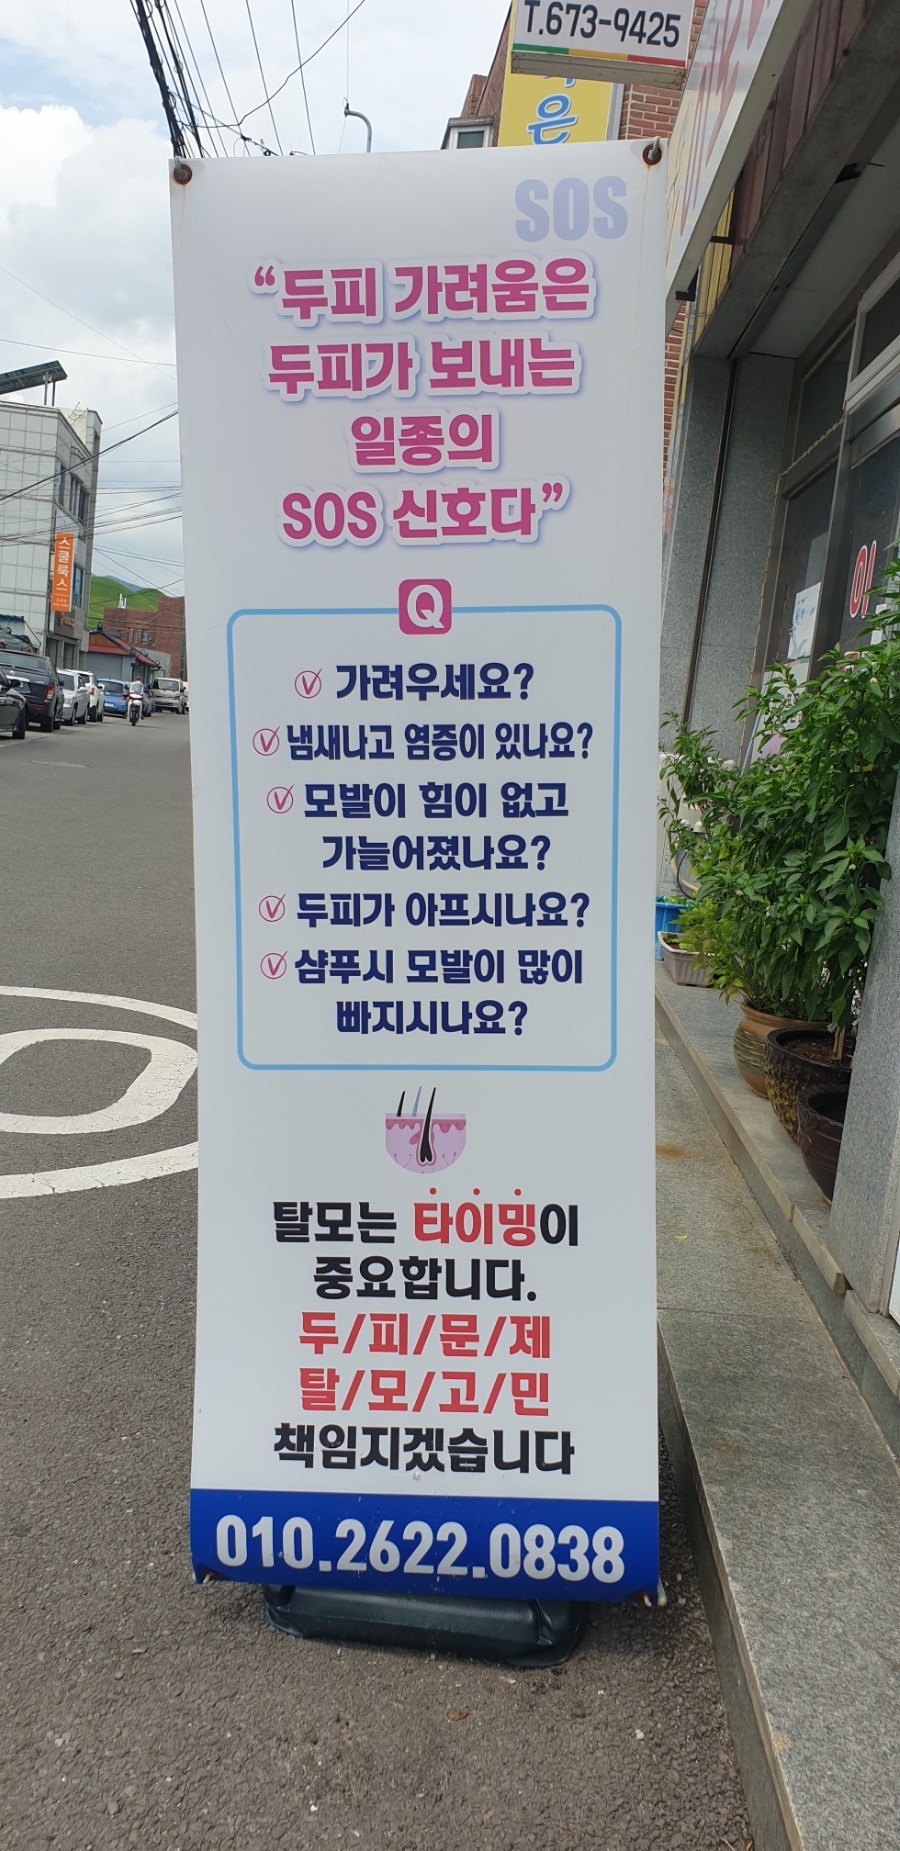 T.673-9425
은
SOS
“두피 가려움은
두피가 보내는
일종의
SOS 신호다”
Q
가려우세요?
냄새나고 염증이 있나요?
모발이 힘이 없고
가늘어졌나요?
두피가 아프시나요?
샴푸시 모발이 많이
빠지시나요?
탈모는 타이밍이
중요합니다.
두/피/문/제
탈/모/고/민
책임지겠습니다
010.2622.0838
스쿨룩스